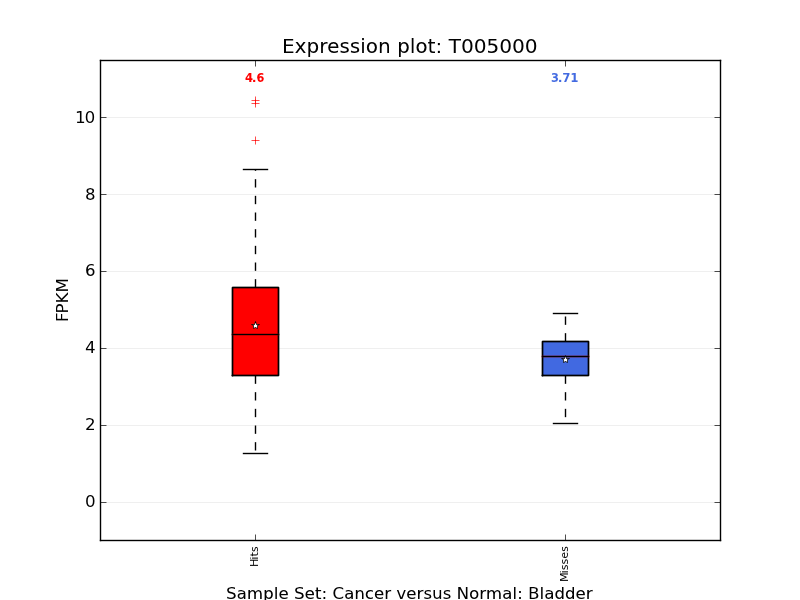 Expression plot: T005000
4.6
3.71
10
8
6
4
2
0
FPKM
Hits
Misses
Sample Set: Cancer versus Normal: Bladder